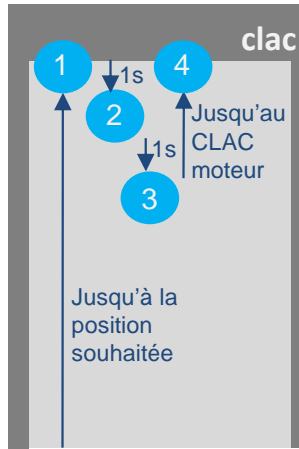 clac
1
1s
4
2
Jusqu'au
CLAC
moteur
1s
3
Jusqu'à la
position
souhaitée